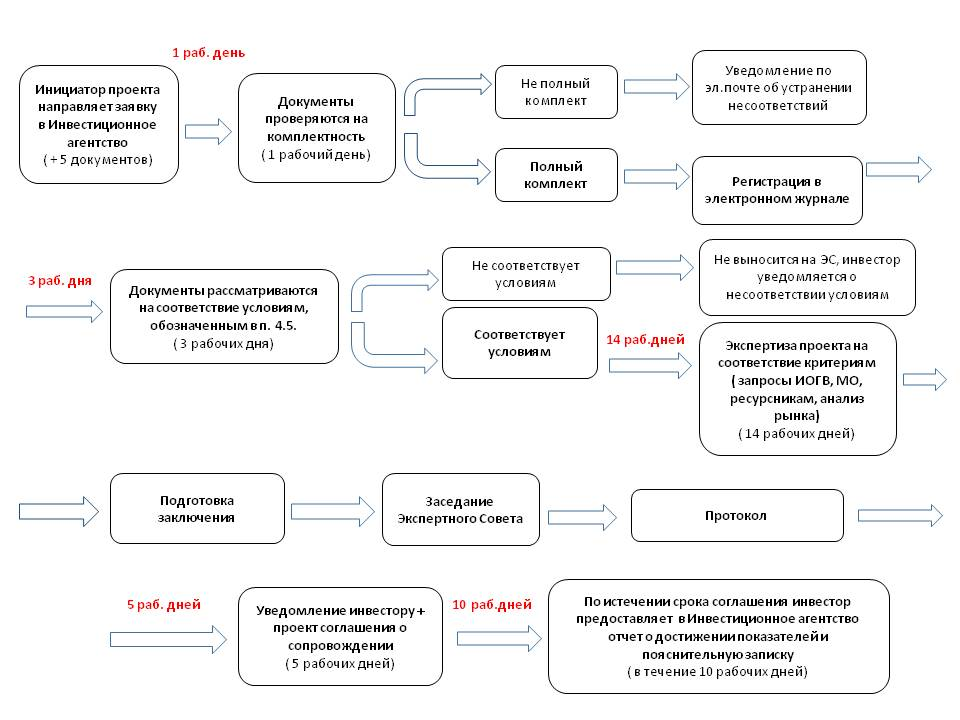 1 раб. день
Инициатор проекта
направляет заявку
в Инвестиционное
агентство
( +5 документов)
Документы
проверяются на
комплектность
( 1 рабочий день)
Не полный
комплект
Уведомление по
эл.почте об устранении
несоответствий
Полный
комплект
Регистрация в
электронном журнале
3 раб. дня
Документы рассматриваются
на соответствие условиям,
обозначенным в п. 4.5.
( 3 рабочих дня)
Не соответствует
условиям
Не выносится на ЭС, инвестор
уведомляется о
несоответствии условиям
Соответствует
условиям
14 раб.дней
Экспертиза проекта на
соответствие критериям
( запросы ИОГВ, МО,
ресурсникам, анализ
рынка)
( 14 рабочих дней)
Подготовка
заключения
Заседание
Экспертного Совета
Протокол
5 раб. дней
Уведомление инвестору +
проект соглашения о
сопровождении
( 5 рабочих дней)
10 раб.дней
По истечении срока соглашения инвестор
предоставляет в Инвестиционное агентство
отчет о достижении показателей и
пояснительную записку
( в течение 10 рабочих дней)